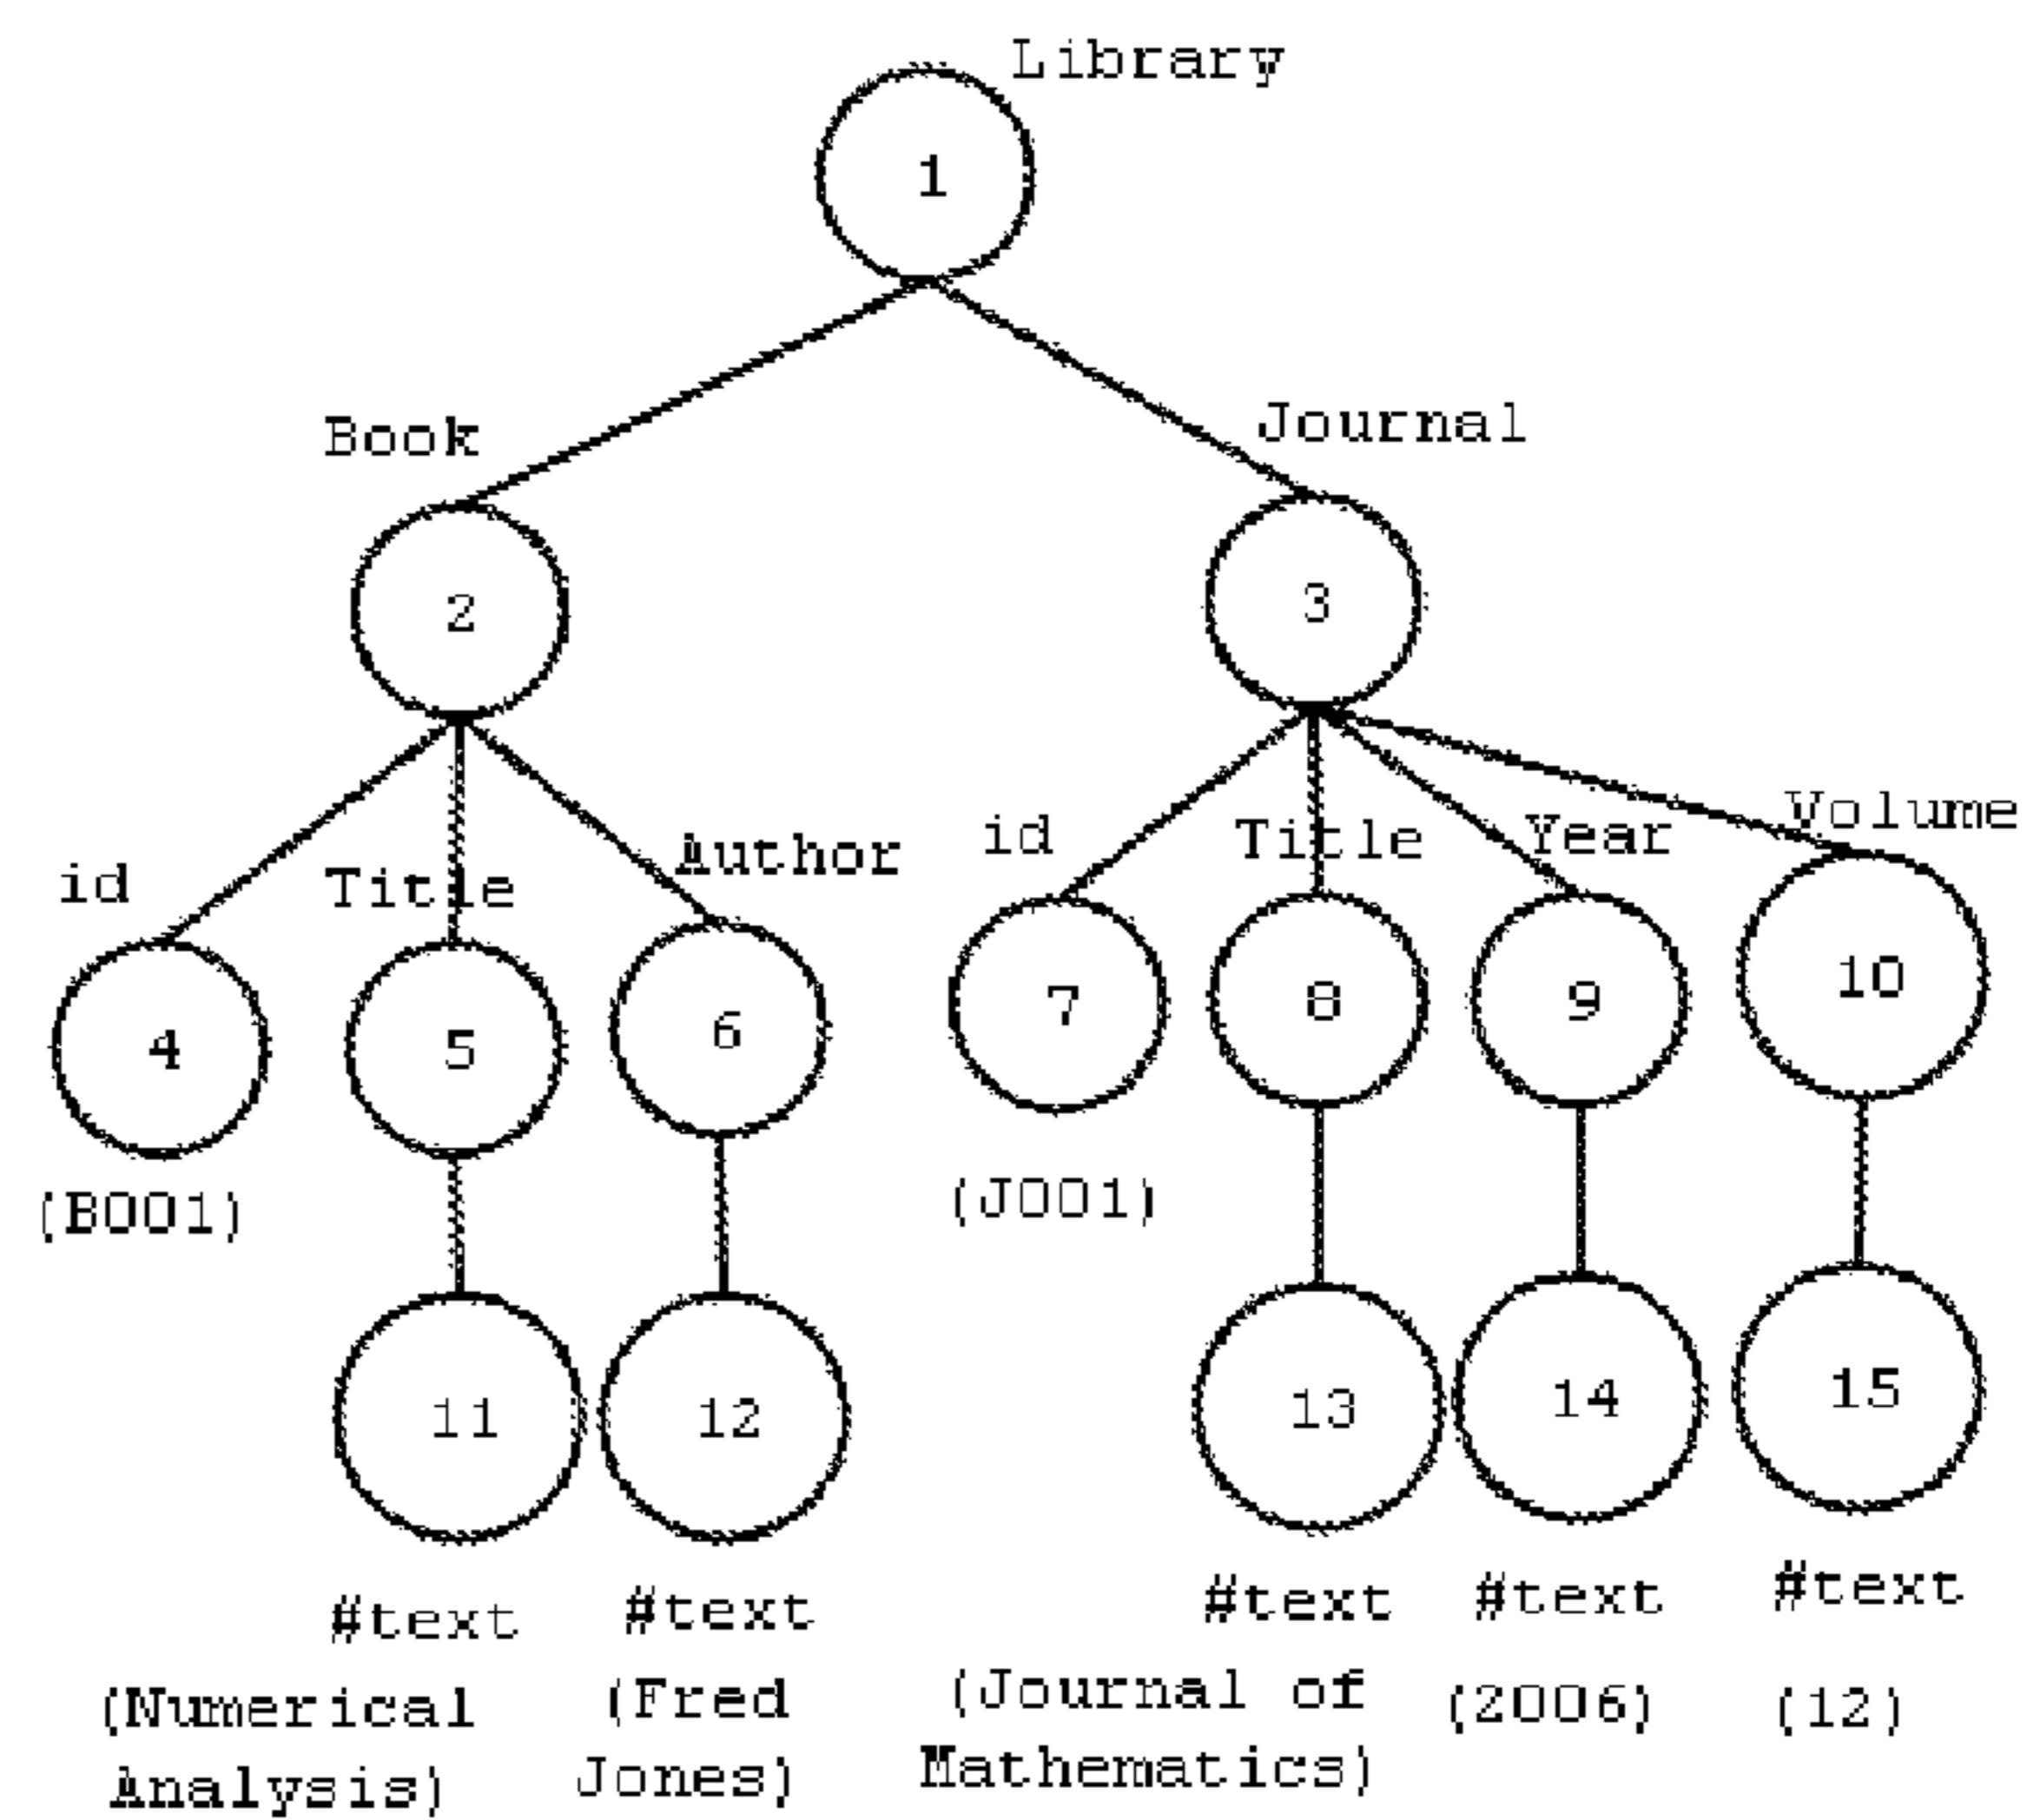 Library
1
Book
Journal
2
3
id
Title
Author
id
Title
Year
Volume
4
5
6
7
8
9
10
(B001)
(J001)
11
12
13
14
15
#text
#text
#text
#text
#text
(Numerical
Analysis)
(Fred
Jones)
(Journal of
Mathematics)
(2006)
(12)